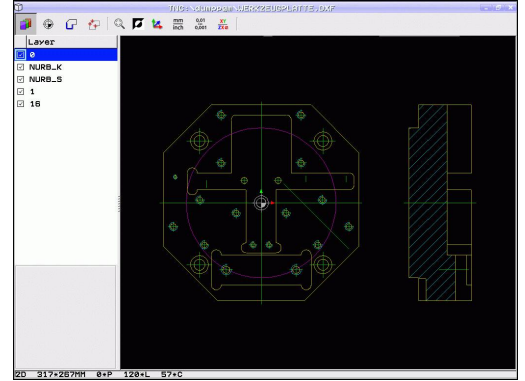 TNC:\dumppgm\WERKZEUGPLATTE.DXF
mm 0,01 XY
inch 0,001 ZX⌀
Layer
0
NURB_K
NURB_S
1
16
2D 317*267MM 0*P 120*L 57*C